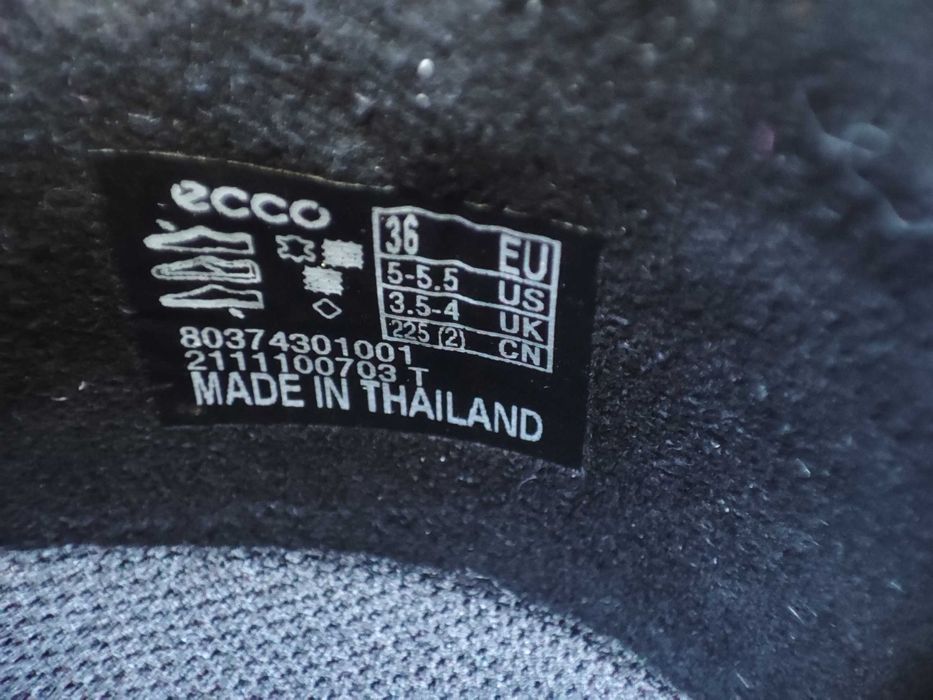 ecco
36 EU
5-5.5 US
3.5-4 UK
225 (2) CN
80374301001
2111100703 T
MADE IN THAILAND